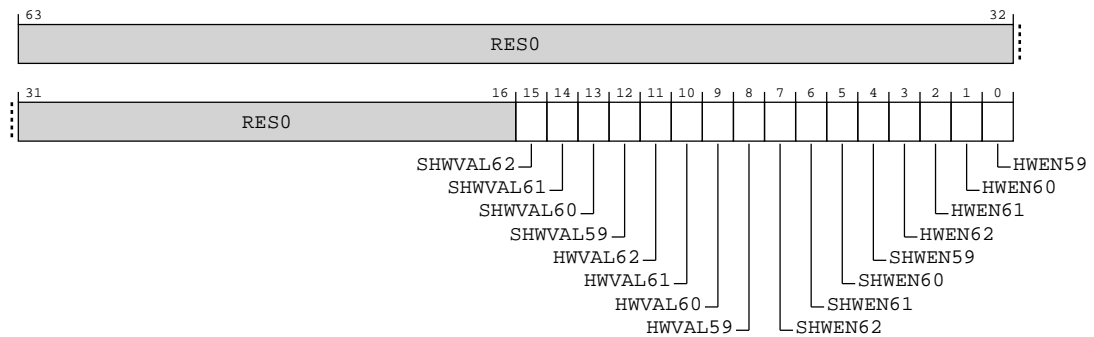 63 32
RES0
31 16 15 14 13 12 11 10 9 8 7 6 5 4 3 2 1 0
RES0
SHWVAL62 HWEN59
SHWVAL61 HWEN60
SHWVAL60 HWEN61
SHWVAL59 HWEN62
HWVAL62 SHWEN59
HWVAL61 SHWEN60
HWVAL60 SHWEN61
HWVAL59 SHWEN62